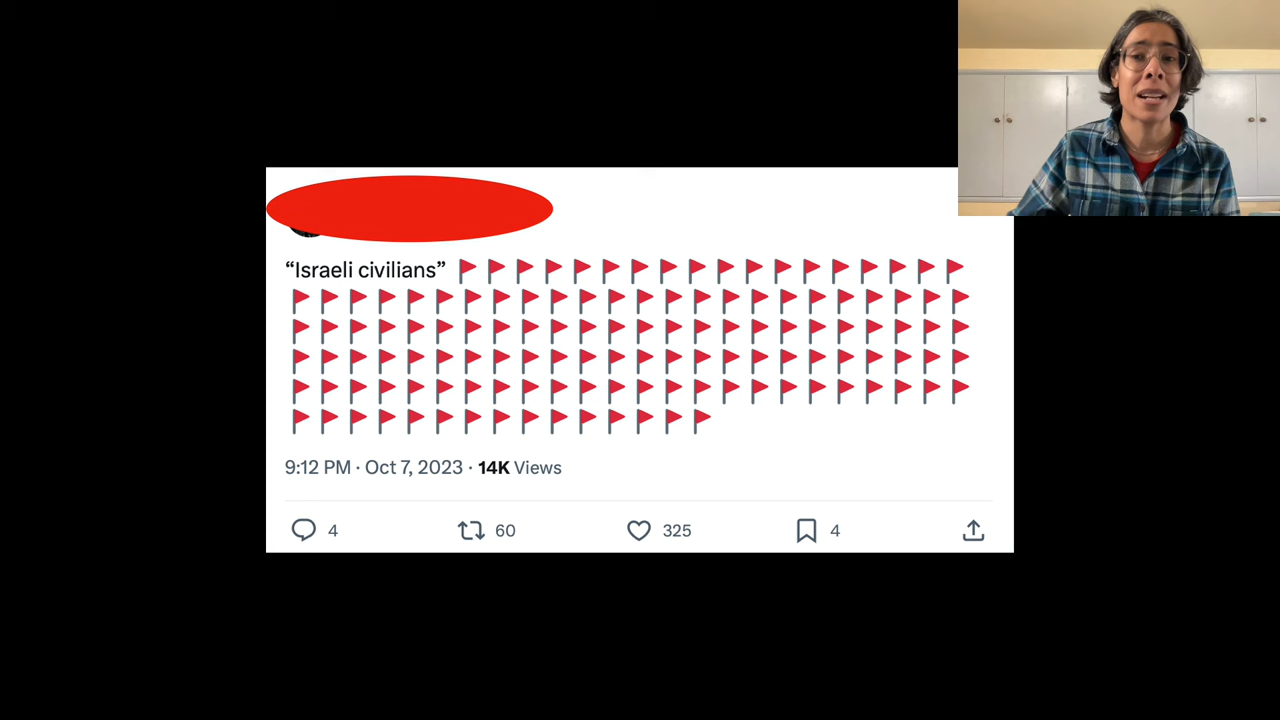 “Israeli civilians” 🚩🚩🚩🚩🚩🚩🚩🚩🚩🚩🚩🚩🚩🚩🚩🚩🚩🚩
🚩🚩🚩🚩🚩🚩🚩🚩🚩🚩🚩🚩🚩🚩🚩🚩🚩🚩🚩🚩🚩🚩🚩🚩
🚩🚩🚩🚩🚩🚩🚩🚩🚩🚩🚩🚩🚩🚩🚩🚩🚩🚩🚩🚩🚩🚩🚩🚩
🚩🚩🚩🚩🚩🚩🚩🚩🚩🚩🚩🚩🚩🚩🚩🚩🚩🚩🚩🚩🚩🚩🚩🚩
🚩🚩🚩🚩🚩🚩🚩🚩🚩🚩🚩🚩🚩🚩🚩🚩🚩🚩🚩🚩🚩🚩🚩🚩
🚩🚩🚩🚩🚩🚩🚩🚩🚩🚩🚩🚩🚩🚩🚩
9:12 PM · Oct 7, 2023 · 14K Views
4 60 325 4